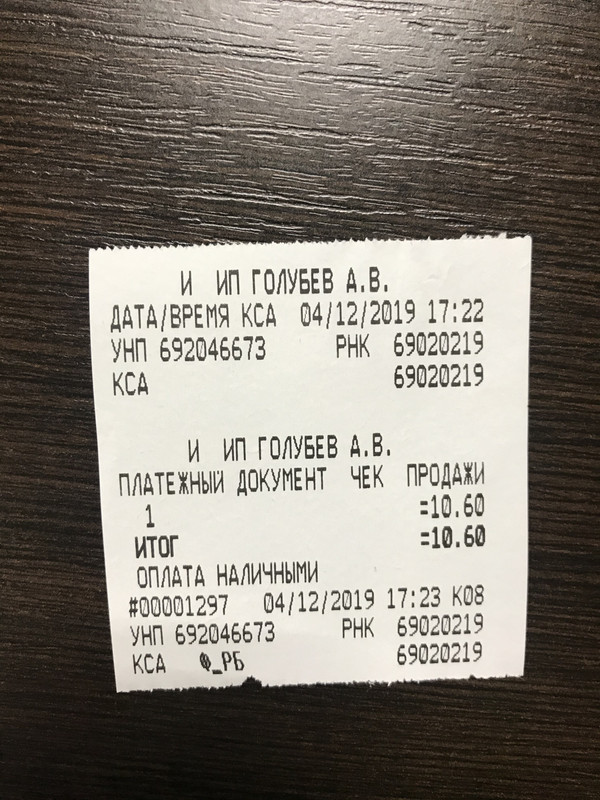 И ИП ГОЛУБЕВ А.В.
ДАТА/ВРЕМЯ КСА 04/12/2019 17:22
УНП 692046673 РНК 69020219
КСА 69020219
И ИП ГОЛУБЕВ А.В.
ПЛАТЕЖНЫЙ ДОКУМЕНТ ЧЕК ПРОДАЖИ
1 =10.60
ИТОГ =10.60
ОПЛАТА НАЛИЧНЫМИ
#00001297 04/12/2019 17:23 К08
УНП 692046673 РНК 69020219
КСА Ф_РБ 69020219